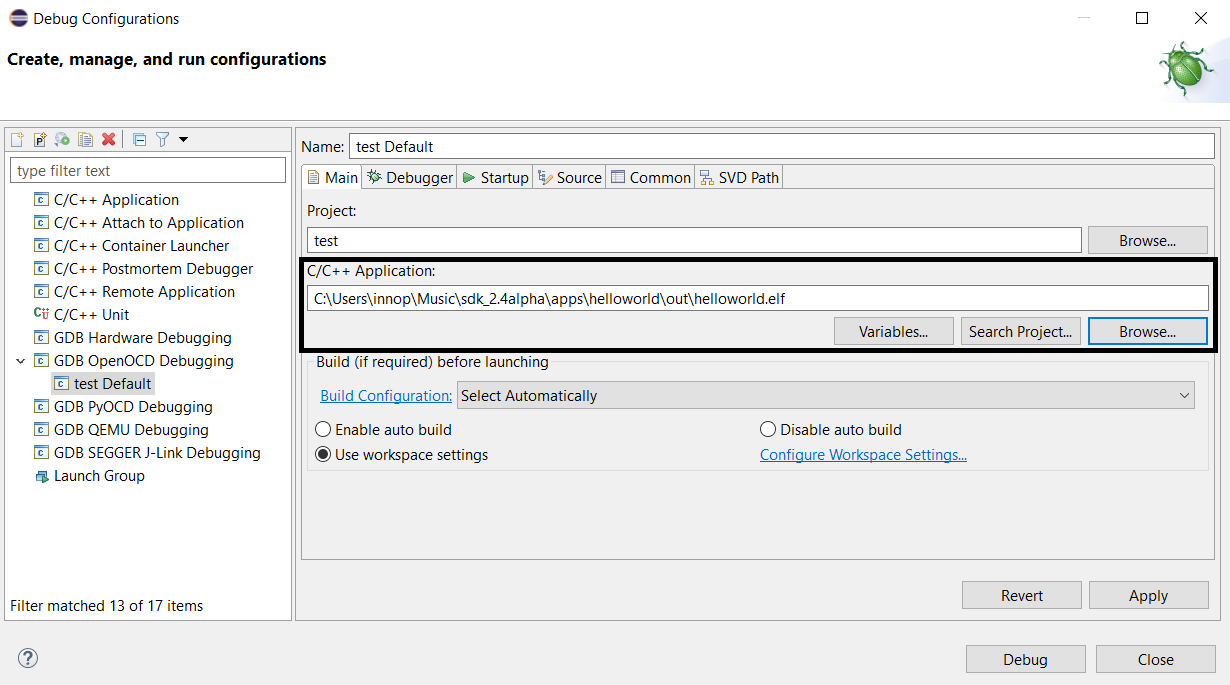 Debug Configurations
Create, manage, and run configurations
type filter text
C/C++ Application
C/C++ Attach to Application
C/C++ Container Launcher
C/C++ Postmortem Debugger
C/C++ Remote Application
C/C++ Unit
GDB Hardware Debugging
GDB OpenOCD Debugging
test Default
GDB PyOCD Debugging
GDB QEMU Debugging
GDB SEGGER J-Link Debugging
Launch Group
Filter matched 13 of 17 items
Name: test Default
Main Debugger Startup Source Common SVD Path
Project:
test Browse...
C/C++ Application:
C:\Users\innop\Music\sdk_2.4alpha\apps\helloworld\out\helloworld.elf
Variables... Search Project... Browse...
Build (if required) before launching
Build Configuration: Select Automatically
Enable auto build Disable auto build
Use workspace settings Configure Workspace Settings...
Revert Apply
Debug Close